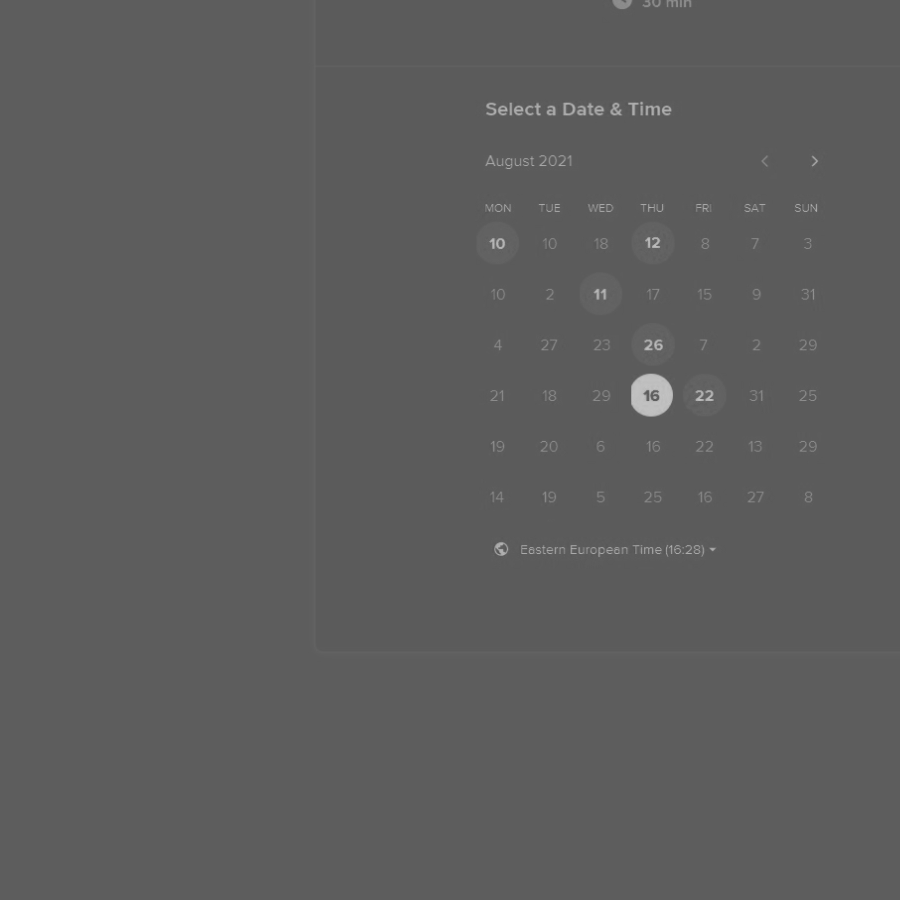 30 min
Select a Date & Time
August 2021
MON TUE WED THU FRI SAT SUN
10 10 18 12 8 7 3
10 2 11 17 15 9 31
4 27 23 26 7 2 29
21 18 29 16 22 31 25
19 20 6 16 22 13 29
14 19 5 25 16 27 8
Eastern European Time (16:28)